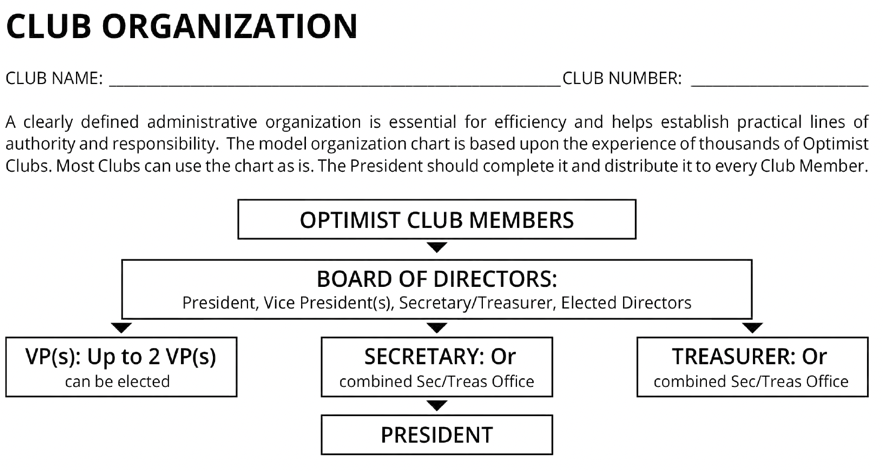 CLUB ORGANIZATION
CLUB NAME: ____________________ CLUB NUMBER: ____________________
A clearly defined administrative organization is essential for efficiency and helps establish practical lines of
authority and responsibility. The model organization chart is based upon the experience of thousands of Optimist
Clubs. Most Clubs can use the chart as is. The President should complete it and distribute it to every Club Member.
OPTIMIST CLUB MEMBERS
BOARD OF DIRECTORS:
President, Vice President(s), Secretary/Treasurer, Elected Directors
VP(s): Up to 2 VP(s)
can be elected
SECRETARY: Or
combined Sec/Treas Office
TREASURER: Or
combined Sec/Treas Office
PRESIDENT